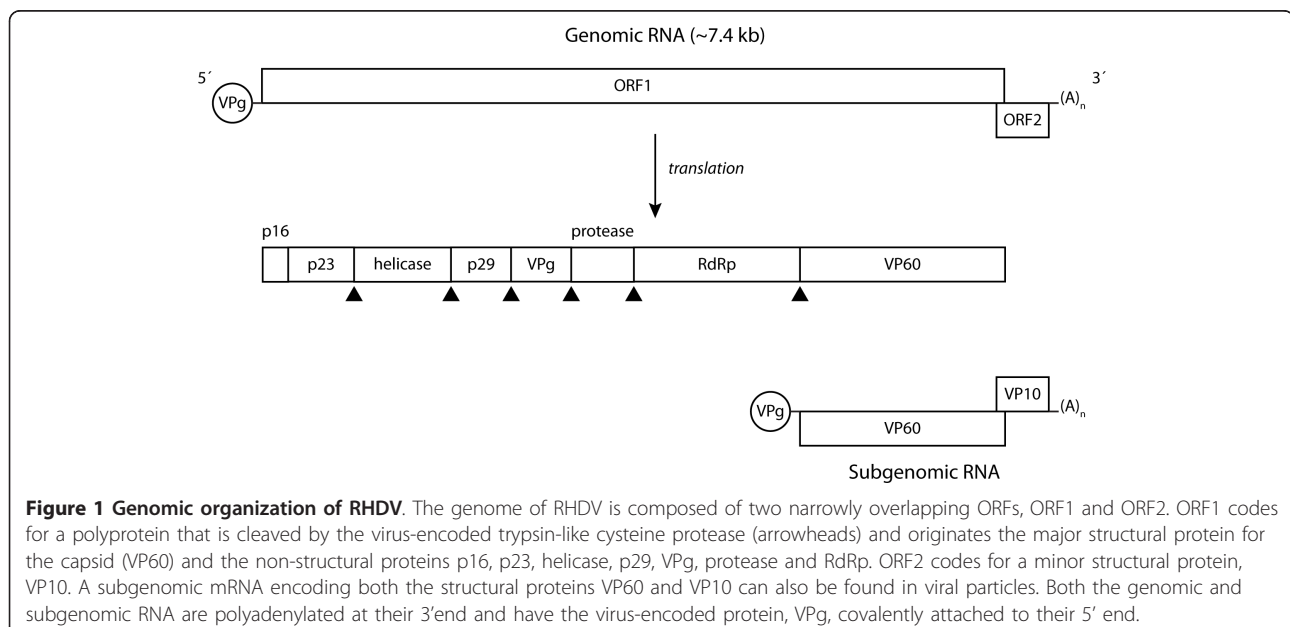 Genomic RNA (~7.4 kb)
5´
3´
VPg
ORF1
(A)n
ORF2
translation
p16
protease
p23
helicase
p29
VPg
RdRp
VP60
VP10
VPg
(A)n
VP60
Subgenomic RNA
Figure 1 Genomic organization of RHDV. The genome of RHDV is composed of two narrowly overlapping ORFs, ORF1 and ORF2. ORF1 codes
for a polyprotein that is cleaved by the virus-encoded trypsin-like cysteine protease (arrowheads) and originates the major structural protein for
the capsid (VP60) and the non-structural proteins p16, p23, helicase, p29, VPg, protease and RdRp. ORF2 codes for a minor structural protein,
VP10. A subgenomic mRNA encoding both the structural proteins VP60 and VP10 can also be found in viral particles. Both the genomic and
subgenomic RNA are polyadenylated at their 3'end and have the virus-encoded protein, VPg, covalently attached to their 5' end.